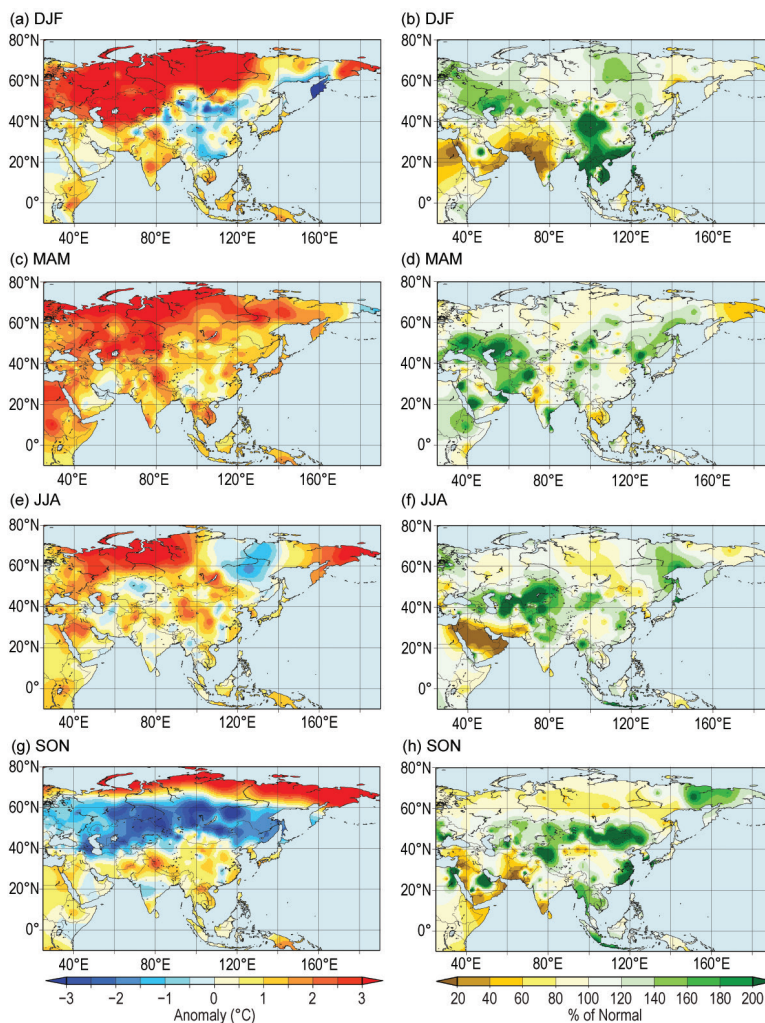 (a) DJF
(b) DJF
80°N
60°N
40°N
20°N
0°
40°E
80°E
120°E
160°E
80°N
60°N
40°N
20°N
0°
40°E
80°E
120°E
160°E
(c) MAM
(d) MAM
80°N
60°N
40°N
20°N
0°
40°E
80°E
120°E
160°E
80°N
60°N
40°N
20°N
0°
40°E
80°E
120°E
160°E
(e) JJA
(f) JJA
80°N
60°N
40°N
20°N
0°
40°E
80°E
120°E
160°E
80°N
60°N
40°N
20°N
0°
40°E
80°E
120°E
160°E
(g) SON
(h) SON
80°N
60°N
40°N
20°N
0°
40°E
80°E
120°E
160°E
80°N
60°N
40°N
20°N
0°
40°E
80°E
120°E
160°E
−3 −2 −1 0 1 2 3
Anomaly (°C)
20 40 60 80 100 120 140 160 180 200
% of Normal